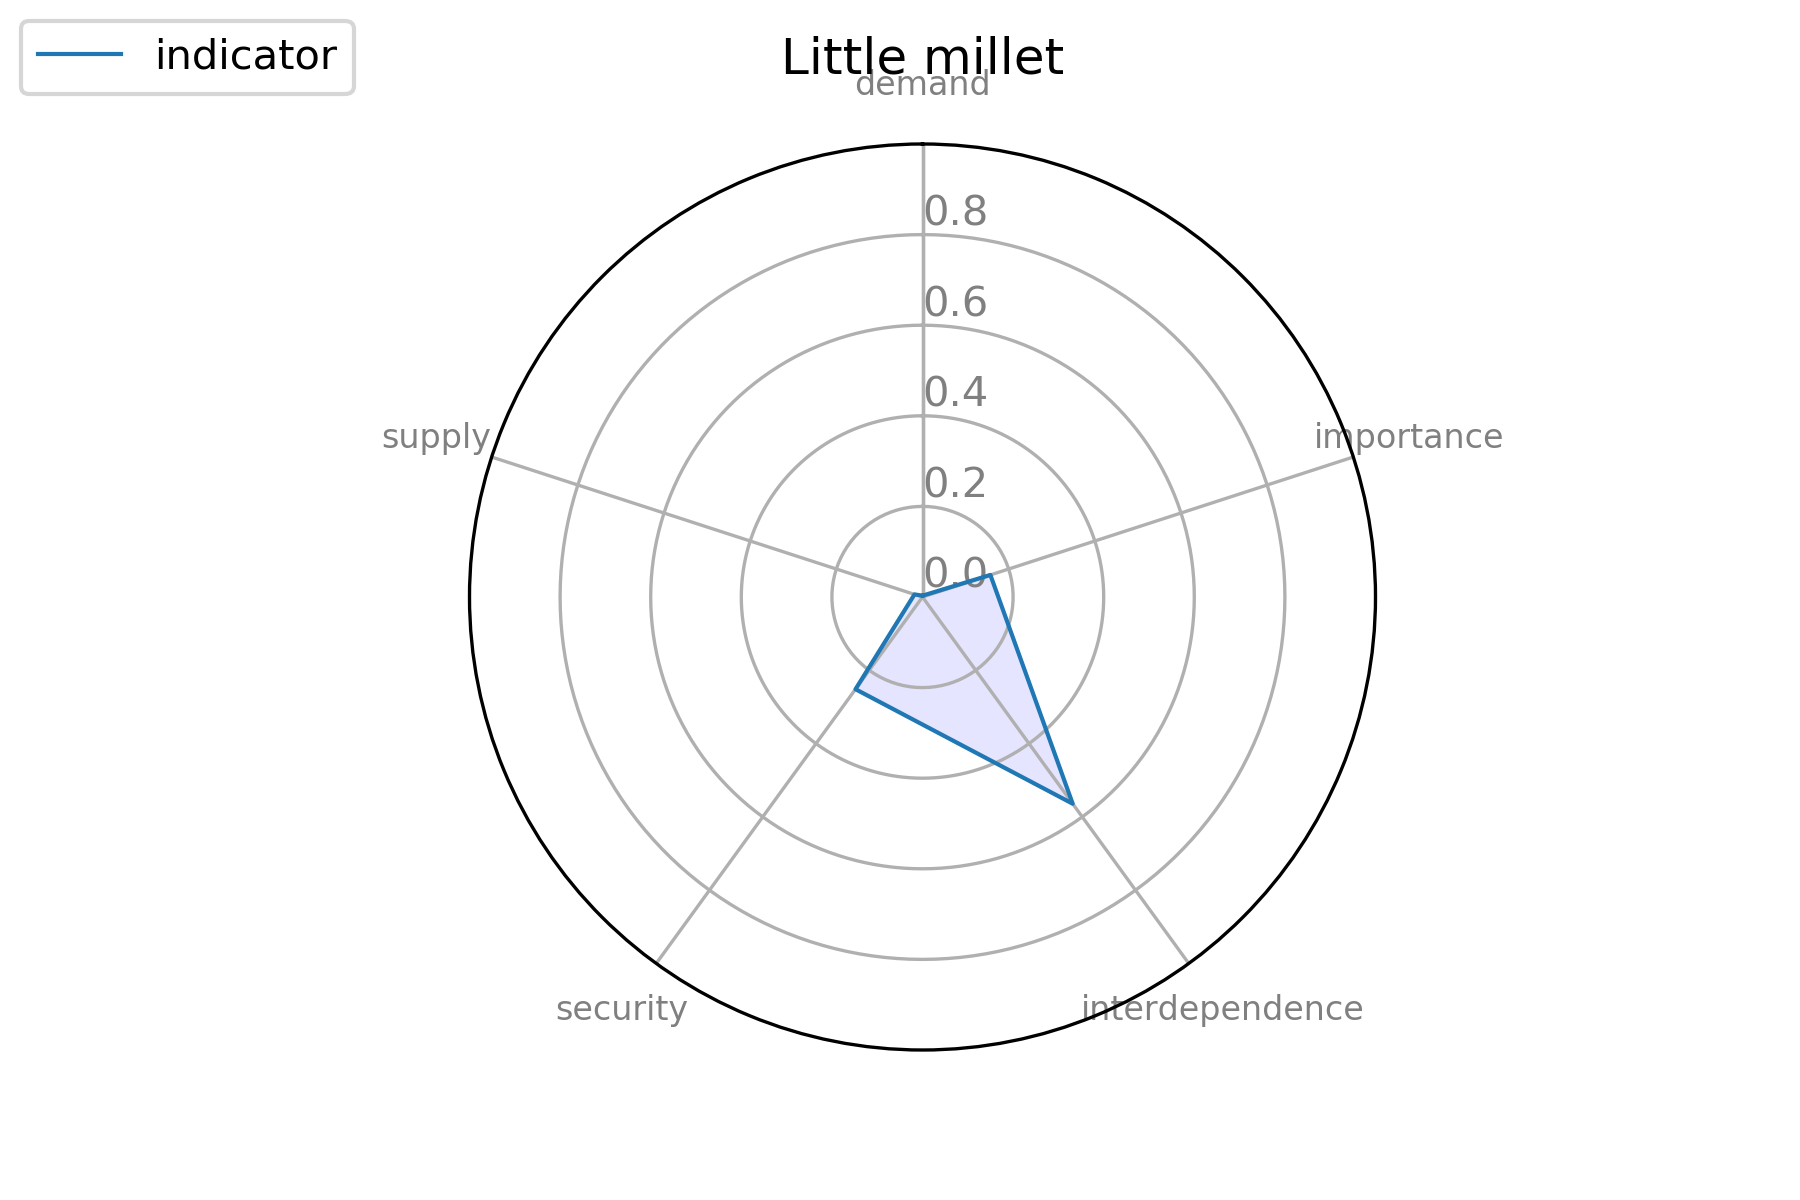 indicator
Little millet
demand
0.8
0.6
0.4
supply
importance
0.2
0.0
security
interdependence